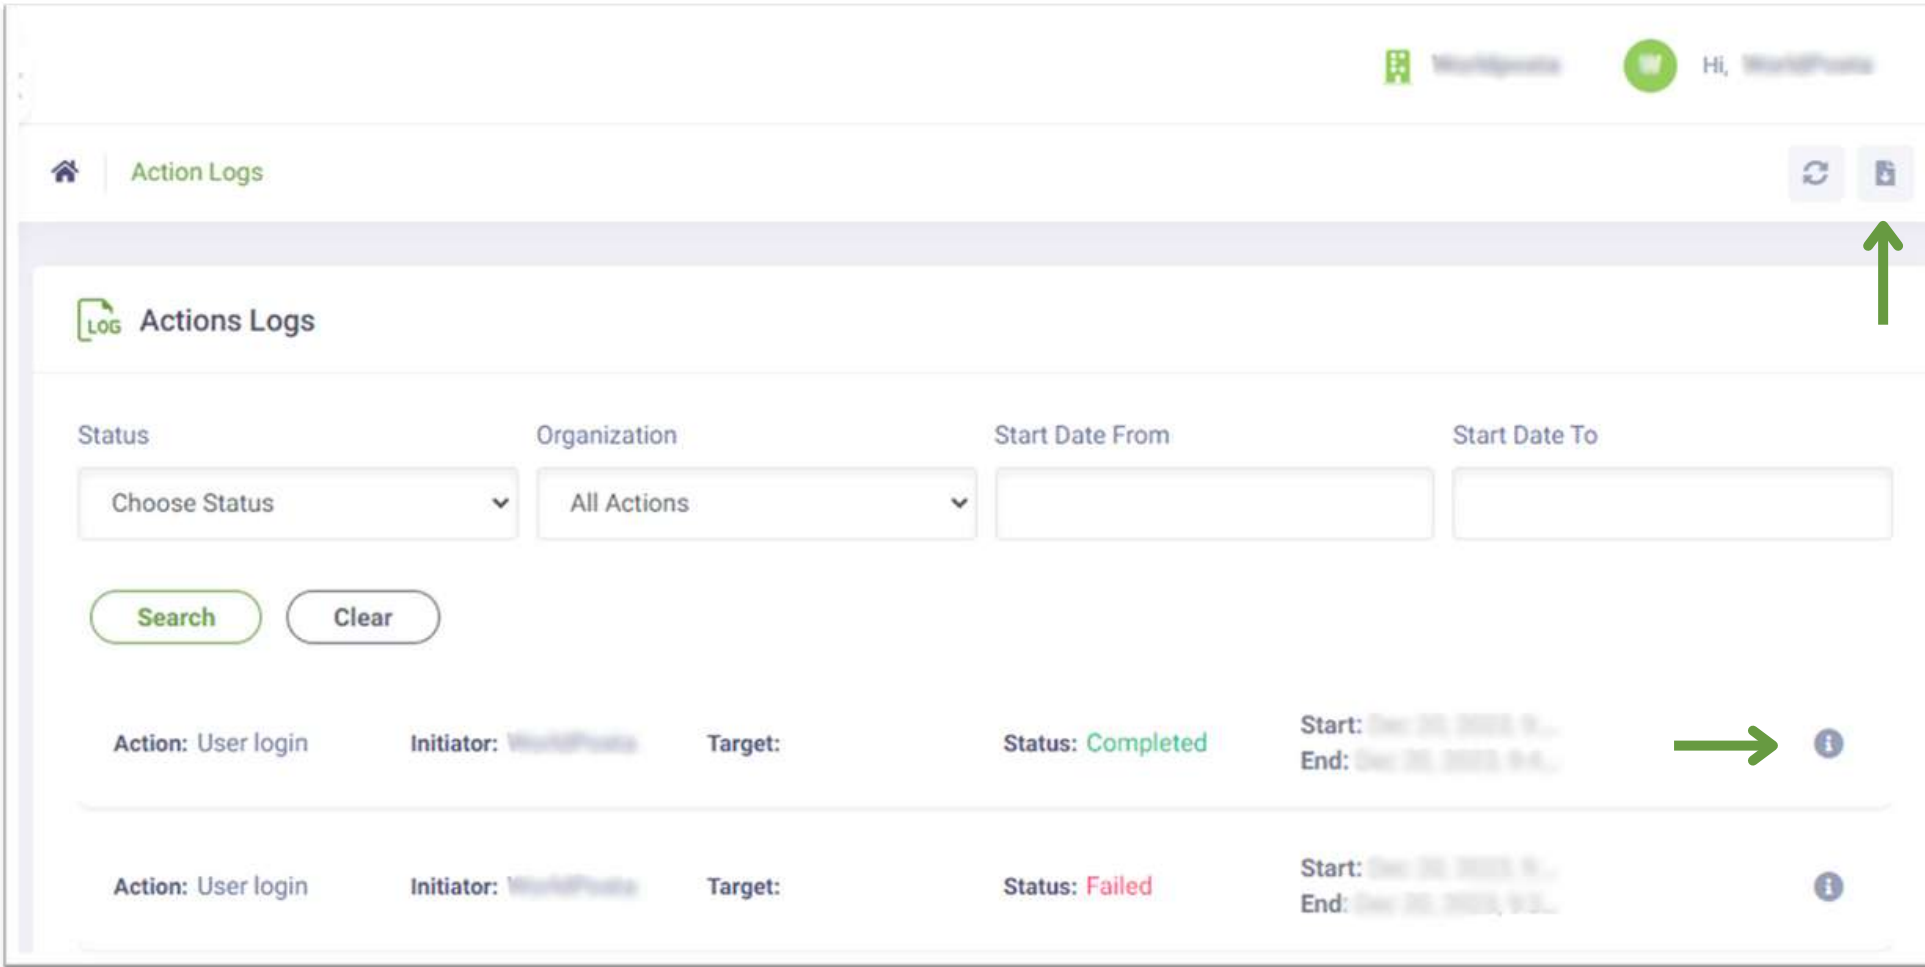 Hi,
Action Logs
LOG Actions Logs
Status Organization Start Date From Start Date To
Choose Status All Actions
Search Clear
Action: User login Initiator: Target: Status: Completed Start:
End:
Action: User login Initiator: Target: Status: Failed Start:
End: